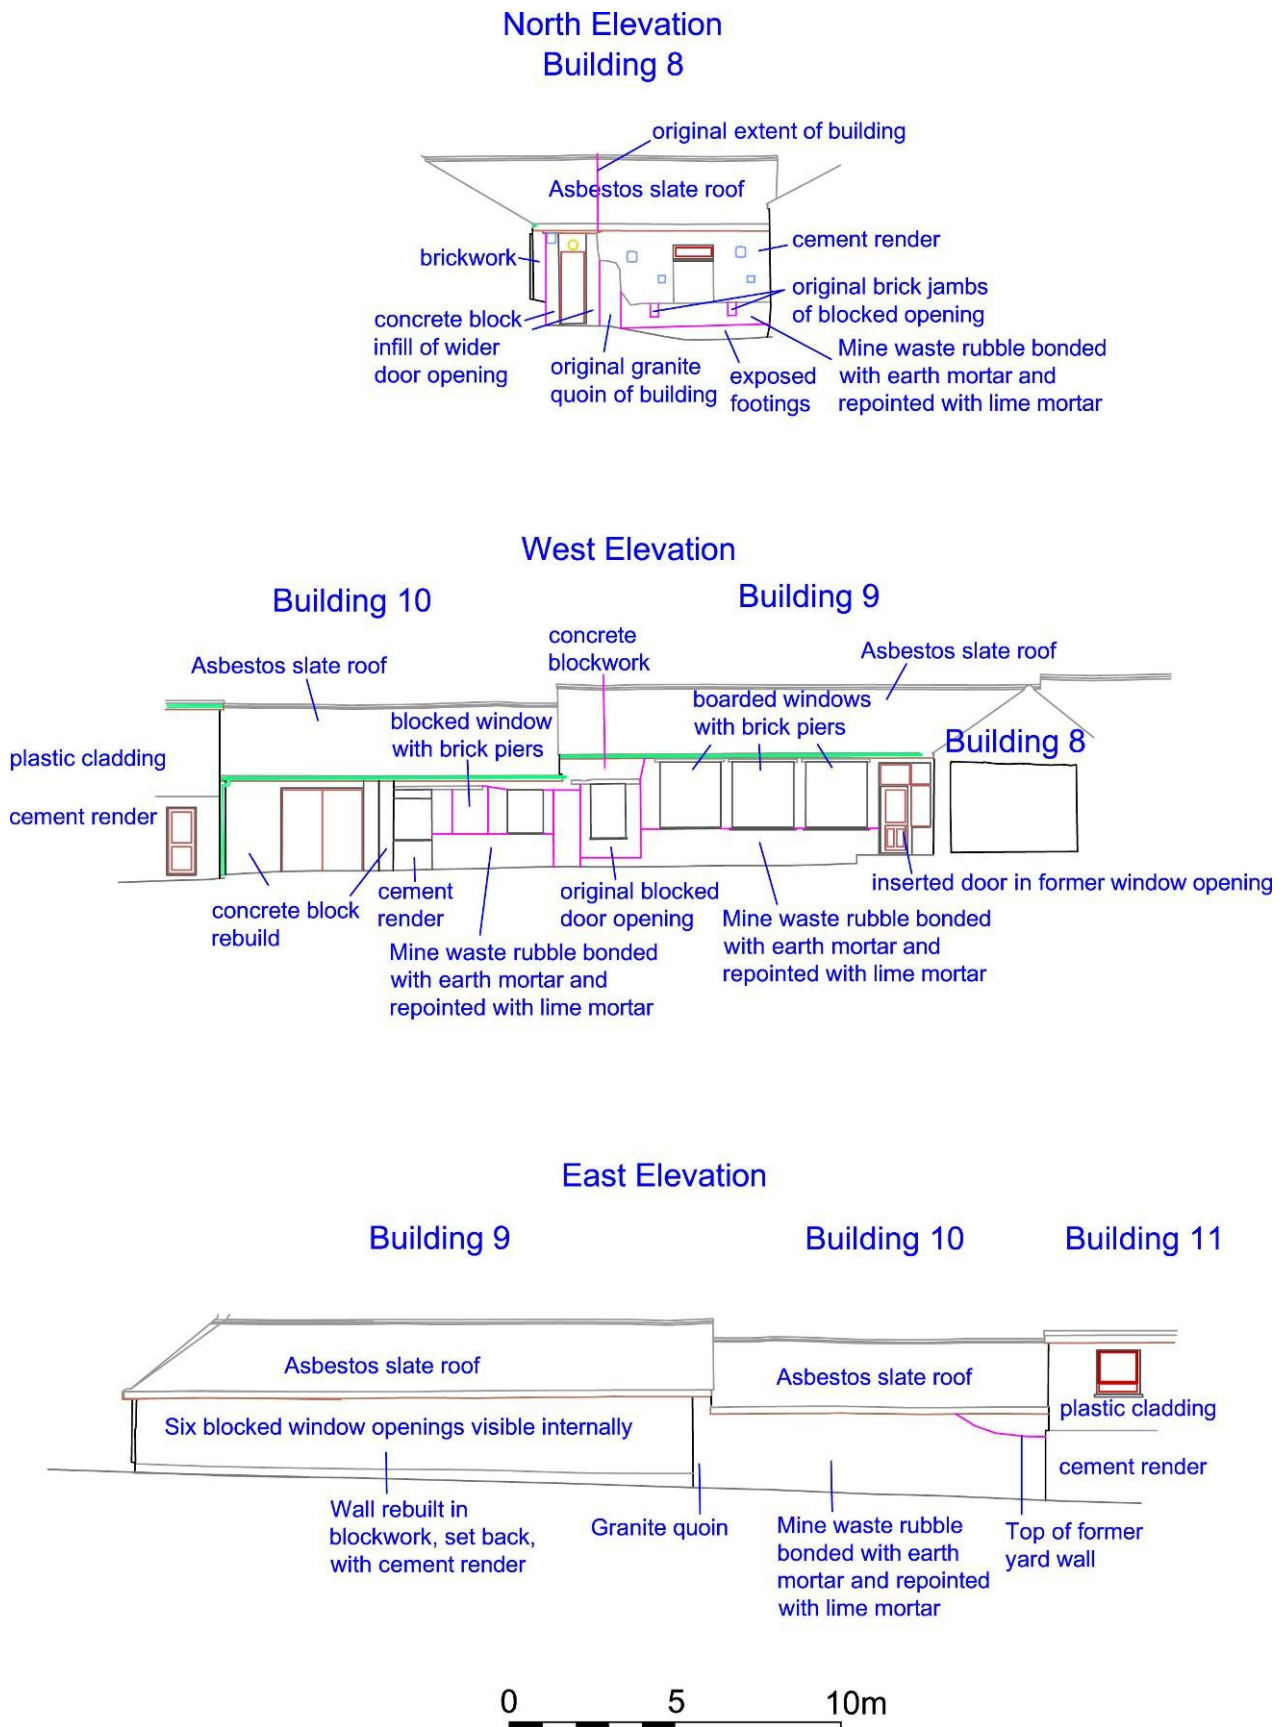 North Elevation
Building 8
original extent of building
Asbestos slate roof
cement render
brickwork
original brick jambs
of blocked opening
concrete block
infill of wider
door opening
original granite
quoin of building
exposed
footings
Mine waste rubble bonded
with earth mortar and
repointed with lime mortar
West Elevation
Building 10
Building 9
concrete
blockwork
Asbestos slate roof
Asbestos slate roof
blocked window
with brick piers
boarded windows
with brick piers
Building 8
plastic cladding
cement render
concrete block
rebuild
cement
render
original blocked
door opening
inserted door in former window opening
Mine waste rubble bonded
with earth mortar and
repointed with lime mortar
Mine waste rubble bonded
with earth mortar and
repointed with lime mortar
East Elevation
Building 9
Building 10
Building 11
Asbestos slate roof
Asbestos slate roof
plastic cladding
Six blocked window openings visible internally
cement render
Wall rebuilt in
blockwork, set back,
with cement render
Granite quoin
Mine waste rubble
bonded with earth
mortar and repointed
with lime mortar
Top of former
yard wall
0 5 10m